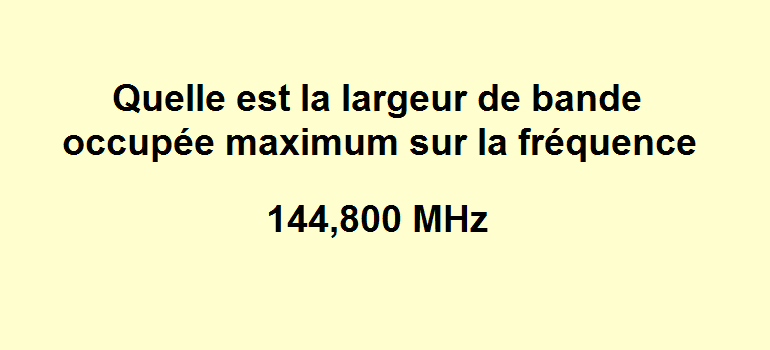 Quelle est la largeur de bande
occupée maximum sur la fréquence
144,800 MHz